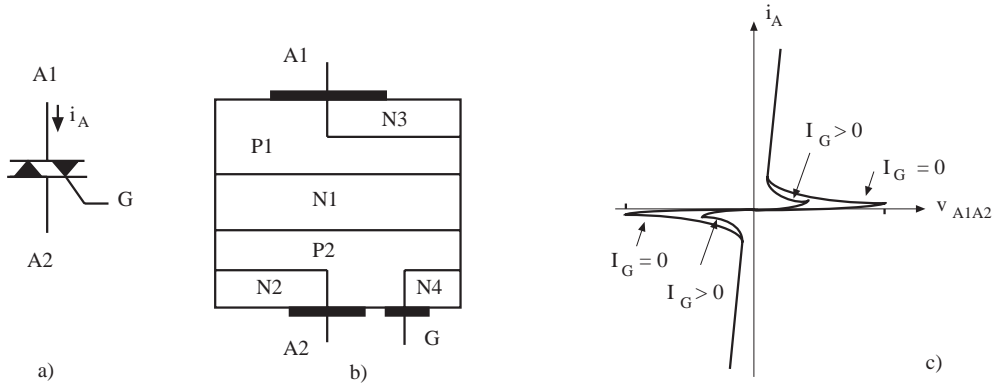 A1
i_A
G
A2
a)
A1
N3
P1
N1
P2
N2
N4
A2
G
b)
i_A
I_G > 0
I_G = 0
v_A1A2
I_G = 0
I_G > 0
c)